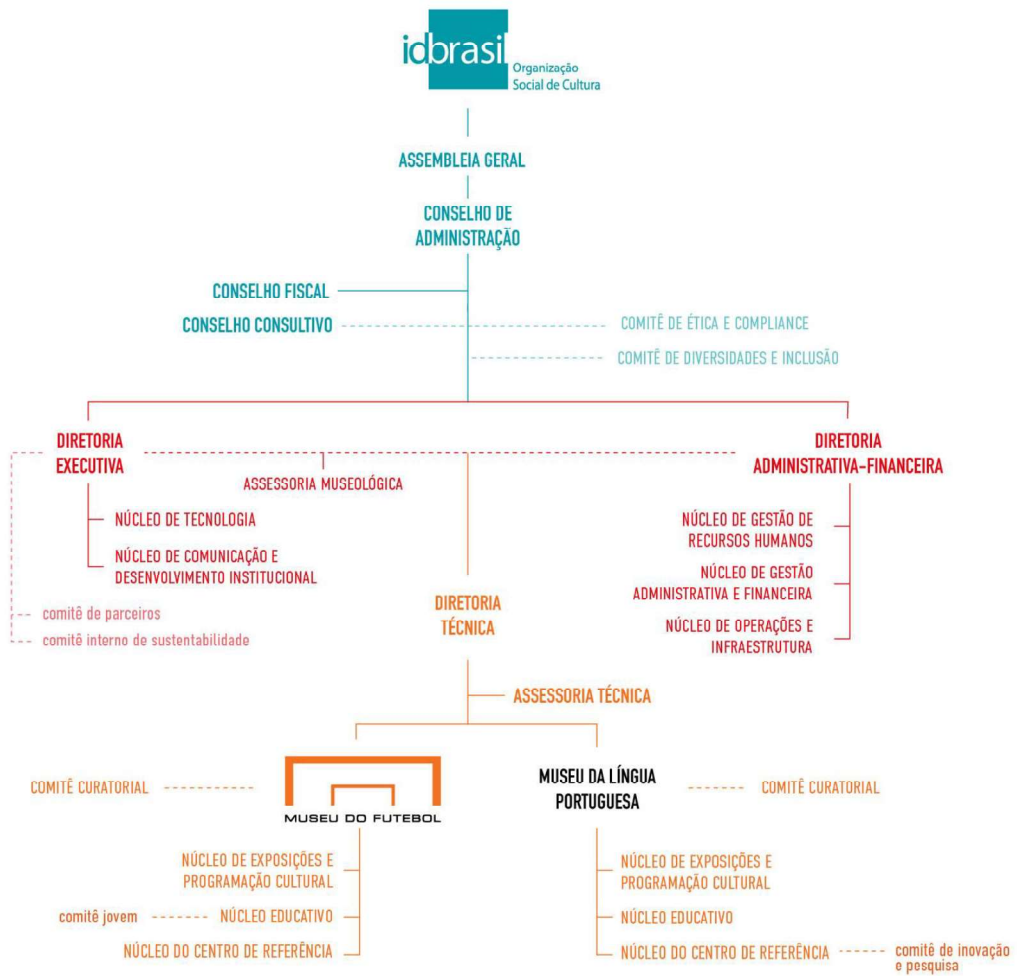 idbrasil
Organização
Social de Cultura
ASSEMBLEIA GERAL
CONSELHO DE
ADMINISTRAÇÃO
CONSELHO FISCAL
CONSELHO CONSULTIVO
COMITÊ DE ÉTICA E COMPLIANCE
COMITÊ DE DIVERSIDADES E INCLUSÃO
DIRETORIA
EXECUTIVA
DIRETORIA
ADMINISTRATIVA-FINANCEIRA
ASSESSORIA MUSEOLÓGICA
NÚCLEO DE TECNOLOGIA
NÚCLEO DE COMUNICAÇÃO E
DESENVOLVIMENTO INSTITUCIONAL
comitê de parceiros
comitê interno de sustentabilidade
NÚCLEO DE GESTÃO DE
RECURSOS HUMANOS
NÚCLEO DE GESTÃO
ADMINISTRATIVA E FINANCEIRA
NÚCLEO DE OPERAÇÕES E
INFRAESTRUTURA
DIRETORIA
TÉCNICA
ASSESSORIA TÉCNICA
COMITÊ CURATORIAL
MUSEU DO FUTEBOL
MUSEU DA LÍNGUA
PORTUGUESA
COMITÊ CURATORIAL
NÚCLEO DE EXPOSIÇÕES E
PROGRAMAÇÃO CULTURAL
comitê jovem
NÚCLEO EDUCATIVO
NÚCLEO DO CENTRO DE REFERÊNCIA
NÚCLEO DE EXPOSIÇÕES E
PROGRAMAÇÃO CULTURAL
NÚCLEO EDUCATIVO
NÚCLEO DO CENTRO DE REFERÊNCIA
comitê de inovação
e pesquisa